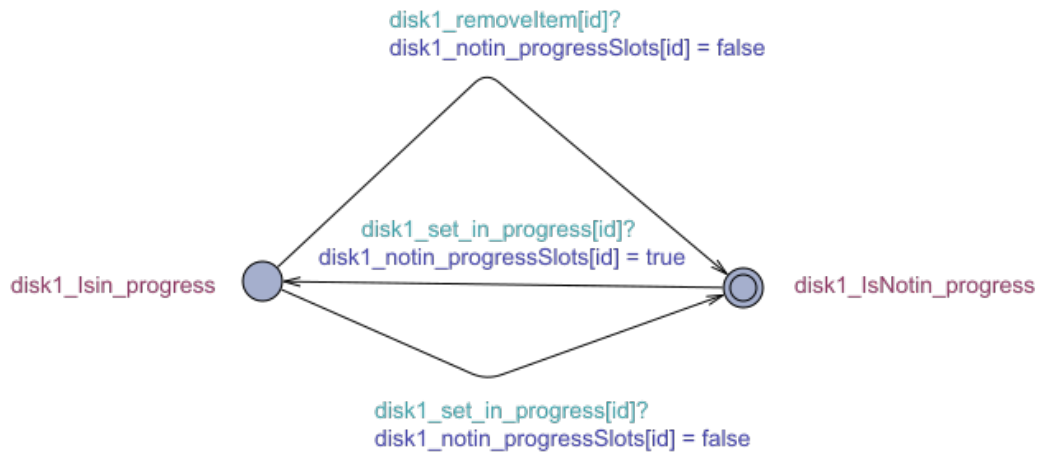 disk1_removeItem[id]?
disk1_notin_progressSlots[id] = false
disk1_set_in_progress[id]?
disk1_notin_progressSlots[id] = true
disk1_Isin_progress
disk1_IsNotin_progress
disk1_set_in_progress[id]?
disk1_notin_progressSlots[id] = false